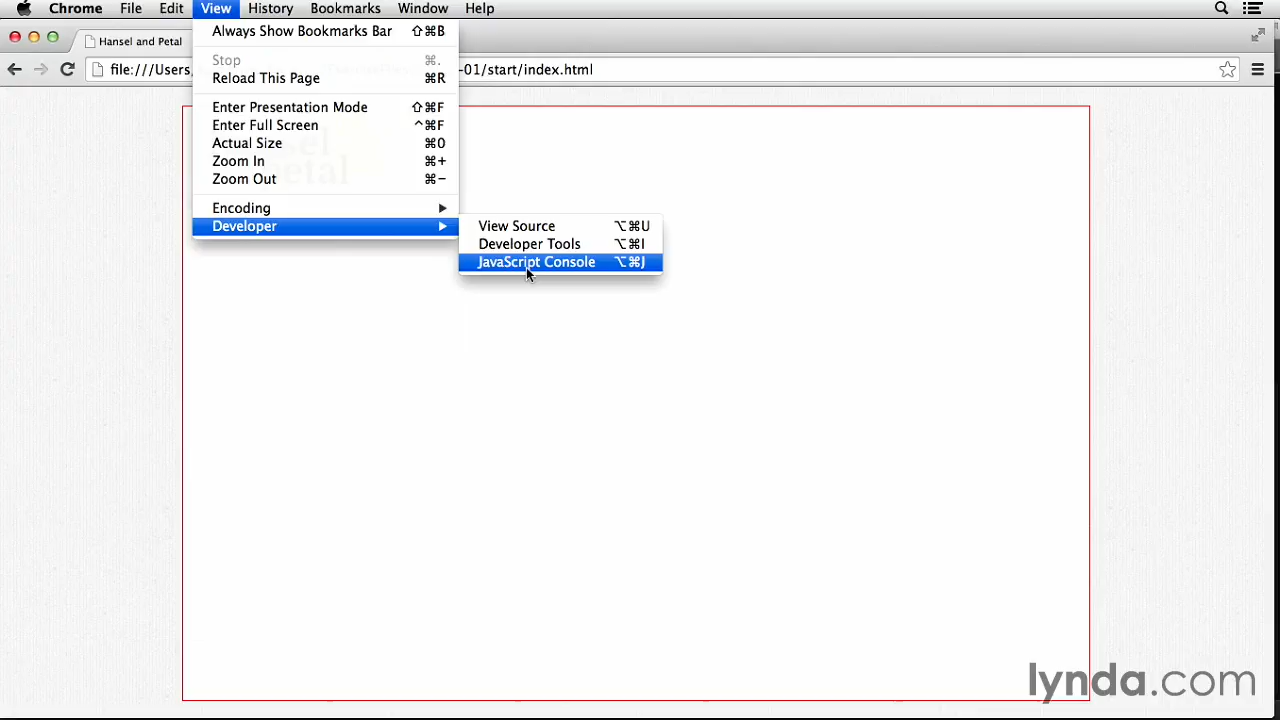 Chrome File Edit View History Bookmarks Window Help
Always Show Bookmarks Bar ⇧⌘B
Hansel and Petal
Stop ⌘.
file:///Users, -01/start/index.html
Reload This Page ⌘R
Enter Presentation Mode ⇧⌘F
Enter Full Screen ^⌘F
Actual Size ⌘0
Zoom In ⌘+
petal
Zoom Out ⌘−
Encoding
Developer
View Source ⌥⌘U
Developer Tools ⌥⌘I
JavaScript Console ⌥⌘J
lynda.com